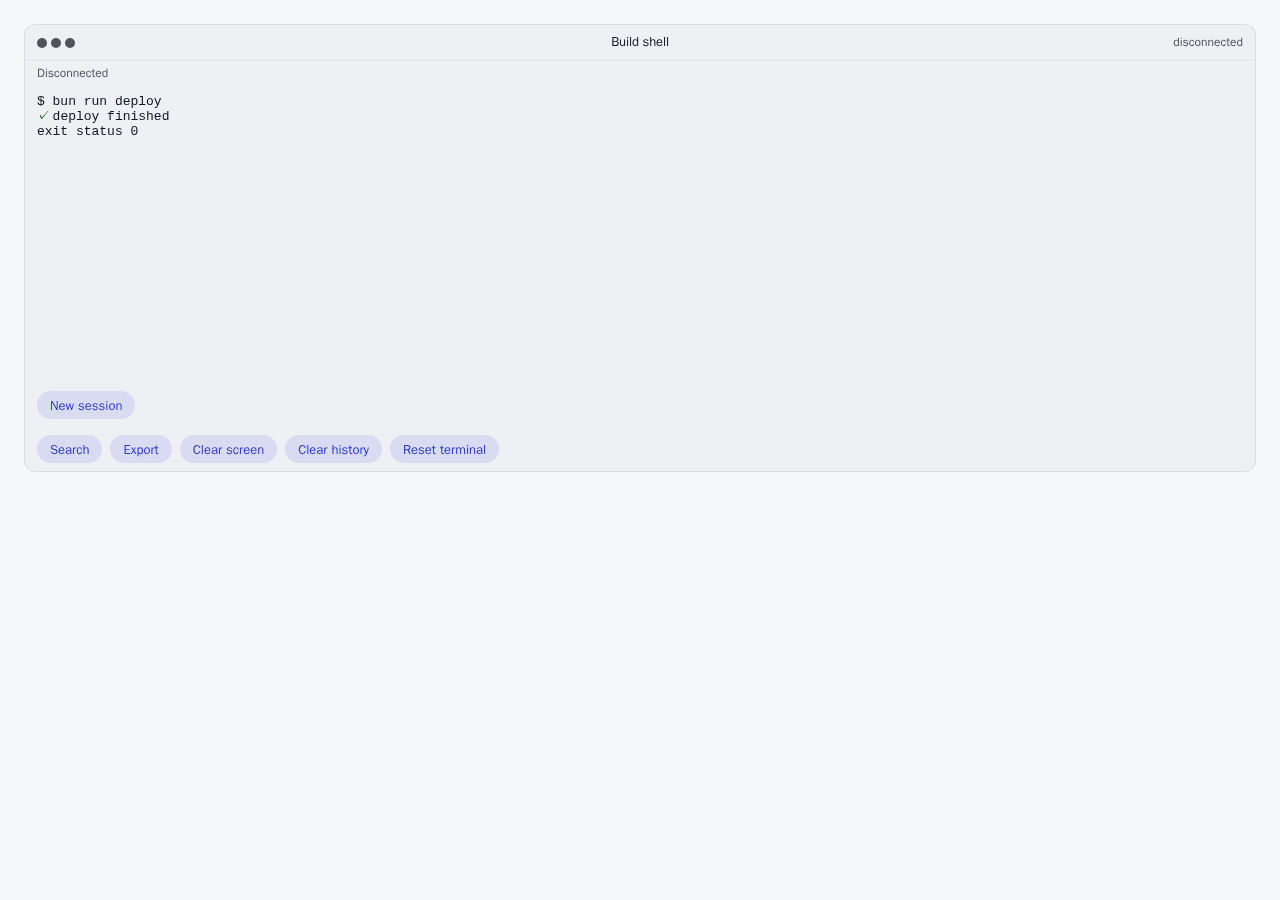 Build shell
disconnected
Disconnected
$ bun run deploy
✓ deploy finished
exit status 0
New session
Search
Export
Clear screen
Clear history
Reset terminal